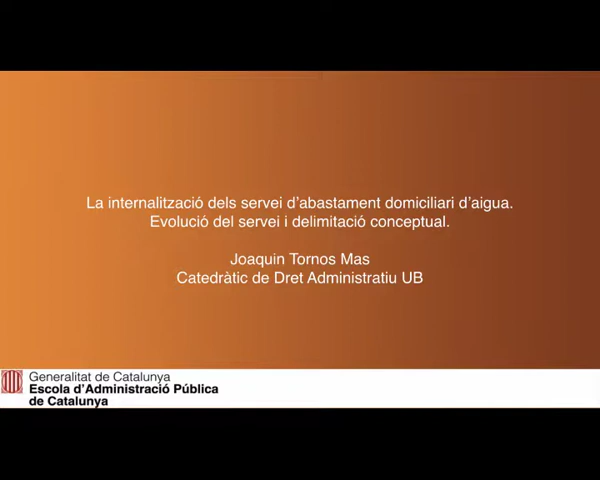 La internalització dels servei d'abastament domiciliari d'aigua.
Evolució del servei i delimitació conceptual.
Joaquin Tornos Mas
Catedràtic de Dret Administratiu UB
Generalitat de Catalunya
Escola d'Administració Pública
de Catalunya